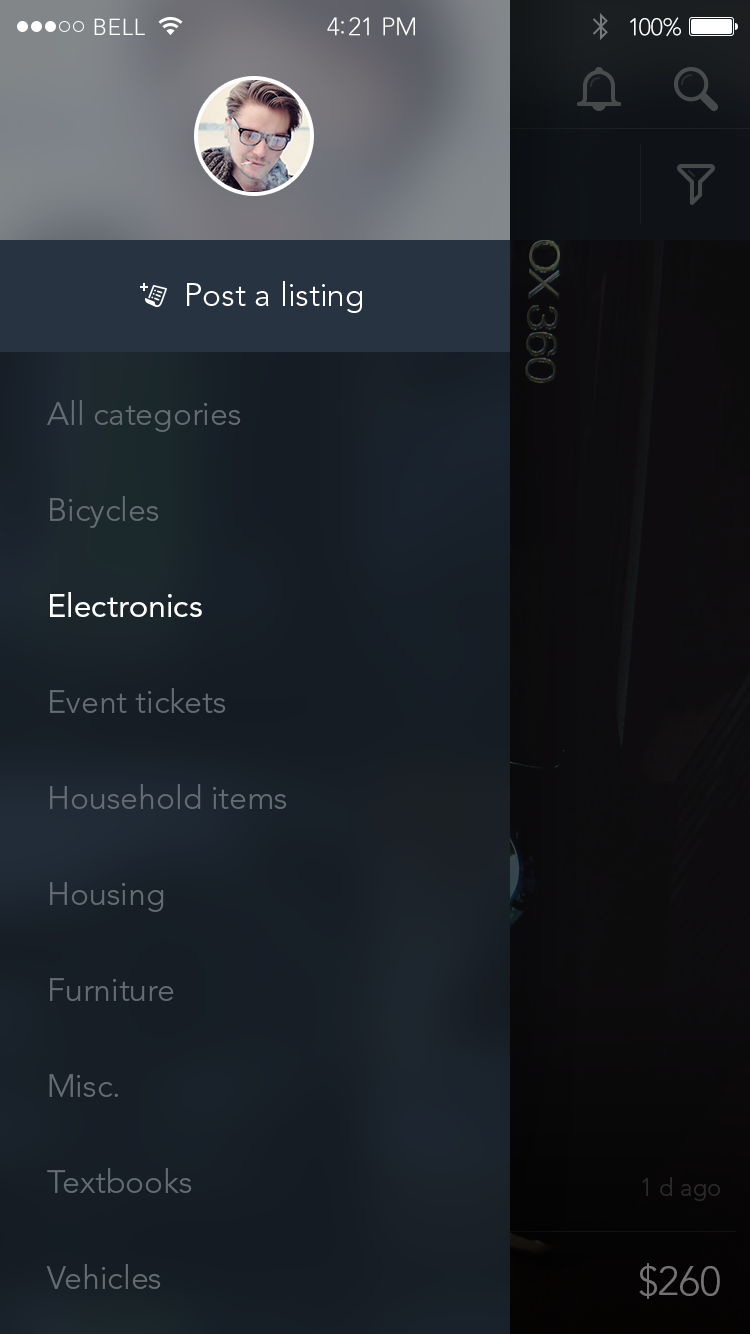 BELL 4:21 PM 100%
Post a listing
OX 360
All categories
Bicycles
Electronics
Event tickets
Household items
Housing
Furniture
Misc.
Textbooks
1 d ago
Vehicles
$260